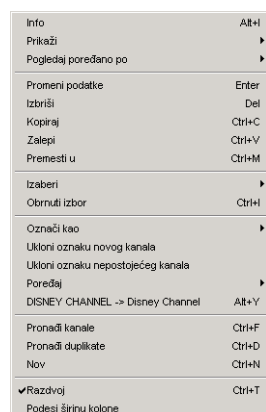 Info Alt+I
Prikaži
Pogledaj poređano po
Promeni podatke Enter
Izbriši Del
Kopiraj Ctrl+C
Zalepi Ctrl+V
Premesti u Ctrl+M
Izaberi
Obrnuti izbor Ctrl+I
Označi kao
Ukloni oznaku novog kanala
Ukloni oznaku nepostojećeg kanala
Poređaj
DISNEY CHANNEL -> Disney Channel Alt+Y
Pronađi kanale Ctrl+F
Pronađi duplikate Ctrl+D
Nov Ctrl+N
✔Razdvoj Ctrl+T
Podesi širinu kolone